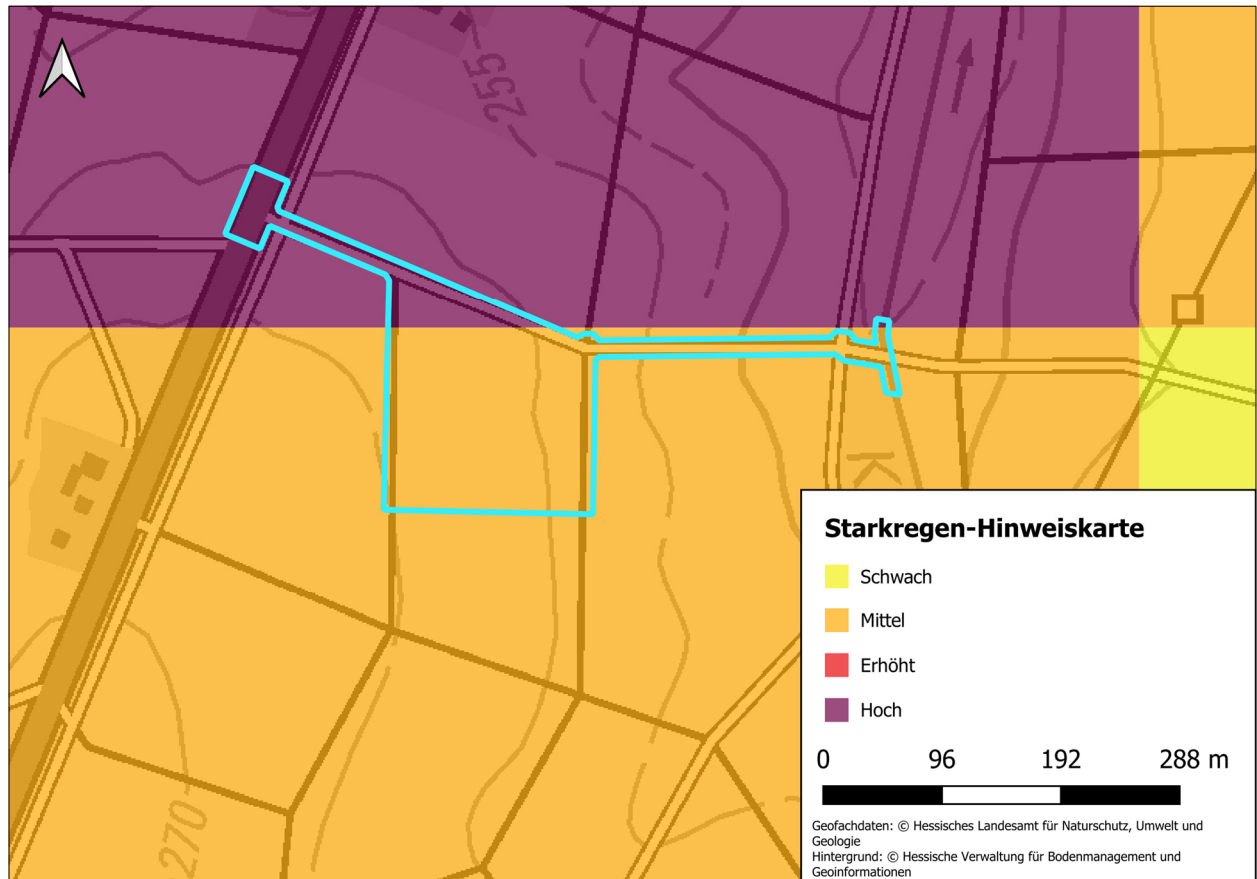 255
270
Starkregen-Hinweiskarte
Schwach
Mittel
Erhöht
Hoch
0 96 192 288 m
Geofachdaten: © Hessisches Landesamt für Naturschutz, Umwelt und
Geologie
Hintergrund: © Hessische Verwaltung für Bodenmanagement und
Geoinformationen